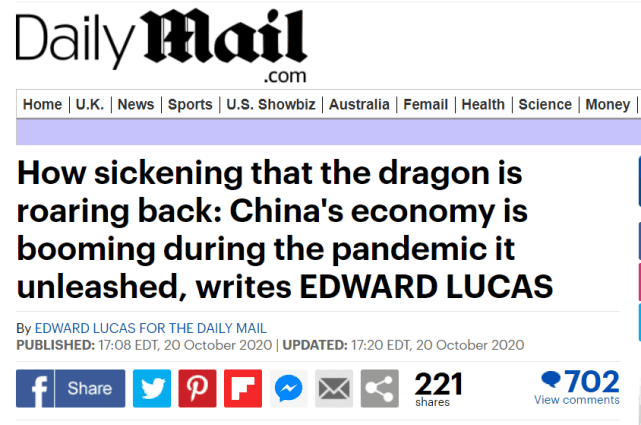 Daily Mail
.com
Home | U.K. | News | Sports | U.S. Showbiz | Australia | Femail | Health | Science | Money |
How sickening that the dragon is
roaring back: China's economy is
booming during the pandemic it
unleashed, writes EDWARD LUCAS
By EDWARD LUCAS FOR THE DAILY MAIL
PUBLISHED: 17:08 EDT, 20 October 2020 | UPDATED: 17:20 EDT, 20 October 2020
f Share 221 702
shares View comments